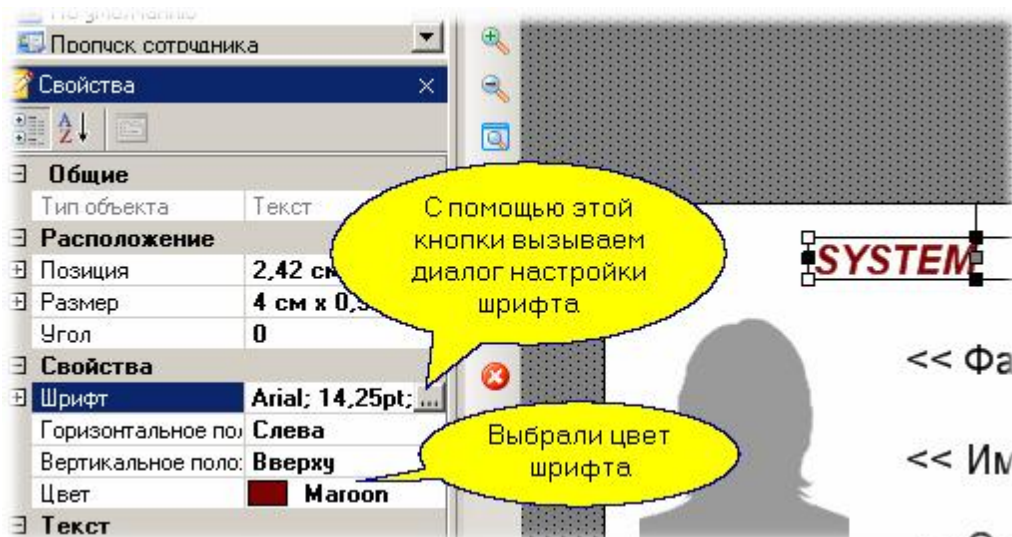 По умолчанию
Пропуск сотрудника
Свойства
Общие
Тип объекта Текст
Расположение
Позиция 2,42 см
Размер 4 см x 0,
Угол 0
Свойства
Шрифт Arial; 14,25pt; ...
Горизонтальное пол Слева
Вертикальное поло: Вверху
Цвет Maroon
Текст
С помощью этой
кнопки вызываем
диалог настройки
шрифта
Выбрали цвет
шрифта
SYSTEM
<< Фа
<< Им